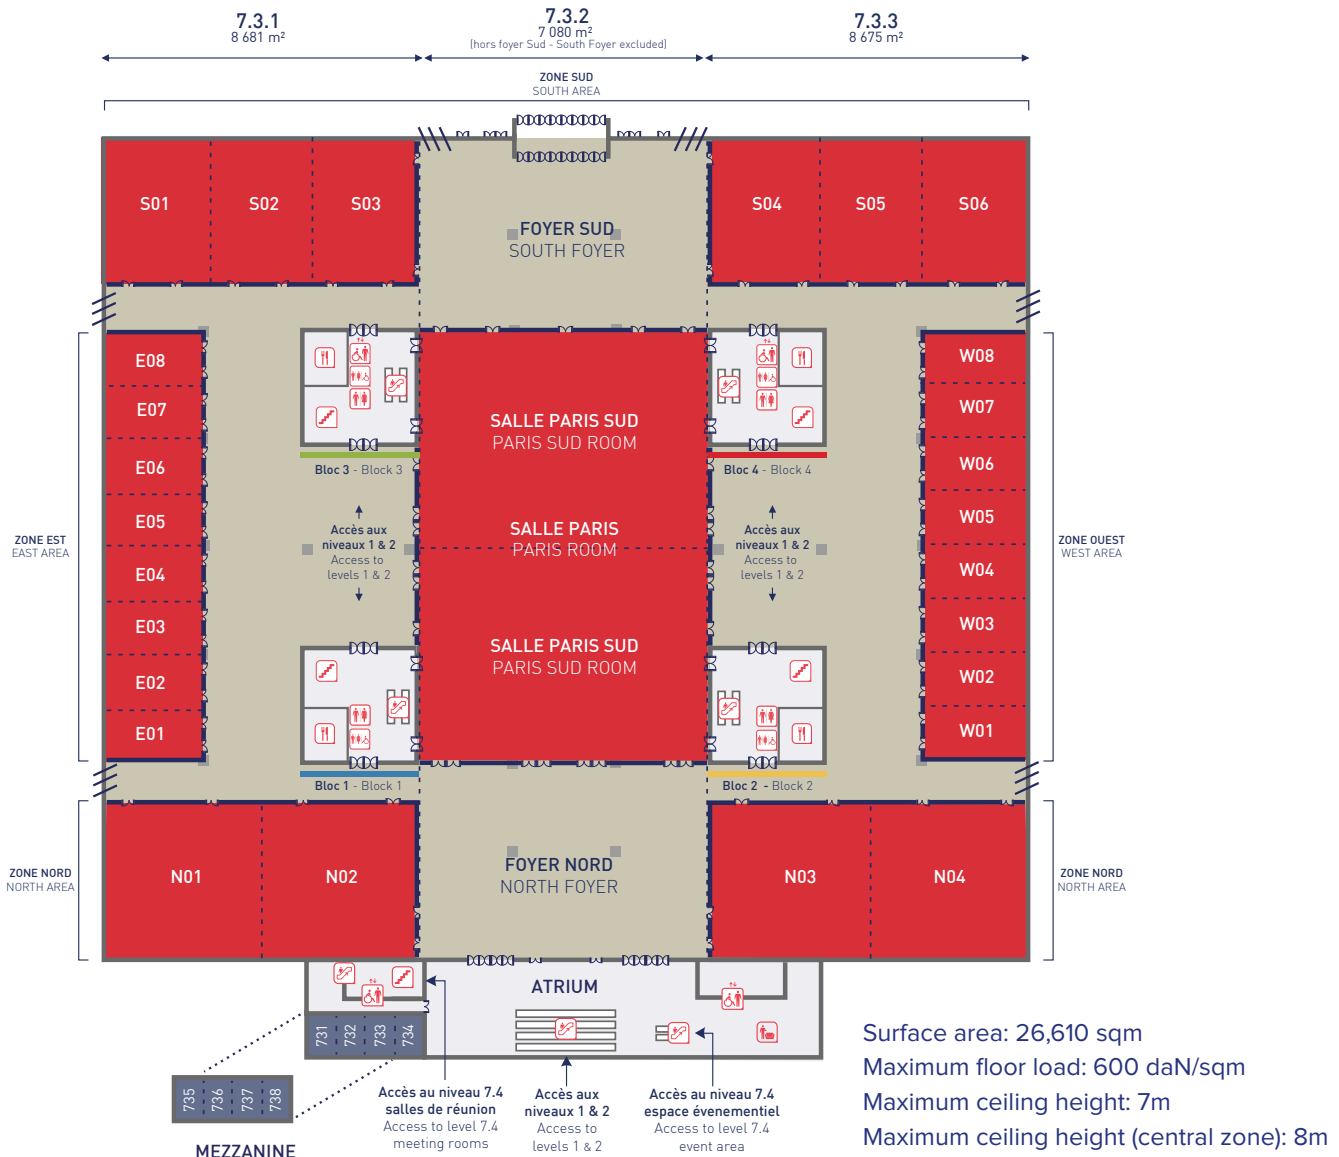 7.3.1
8 681 m²
7.3.2
7 080 m²
(hors foyer Sud - South Foyer excluded)
7.3.3
8 675 m²
ZONE SUD
SOUTH AREA
S01
S02
S03
S04
S05
S06
FOYER SUD
SOUTH FOYER
E08
E07
E06
E05
E04
E03
E02
E01
ZONE EST
EAST AREA
SALLE PARIS SUD
PARIS SUD ROOM
SALLE PARIS
PARIS ROOM
SALLE PARIS SUD
PARIS SUD ROOM
Bloc 3 - Block 3
Bloc 4 - Block 4
Accès aux
niveaux 1 & 2
Access to
levels 1 & 2
Accès aux
niveaux 1 & 2
Access to
levels 1 & 2
W08
W07
W06
W05
W04
W03
W02
W01
ZONE OUEST
WEST AREA
Bloc 1 - Block 1
Bloc 2 - Block 2
ZONE NORD
NORTH AREA
N01
N02
FOYER NORD
NORTH FOYER
N03
N04
ZONE NORD
NORTH AREA
ATRIUM
731
732
733
734
735
736
737
738
MEZZANINE
Accès au niveau 7.4
salles de réunion
Access to level 7.4
meeting rooms
Accès aux
niveaux 1 & 2
Access to
levels 1 & 2
Accès au niveau 7.4
espace évenementiel
Access to level 7.4
event area
Surface area: 26,610 sqm
Maximum floor load: 600 daN/sqm
Maximum ceiling height: 7m
Maximum ceiling height (central zone): 8m